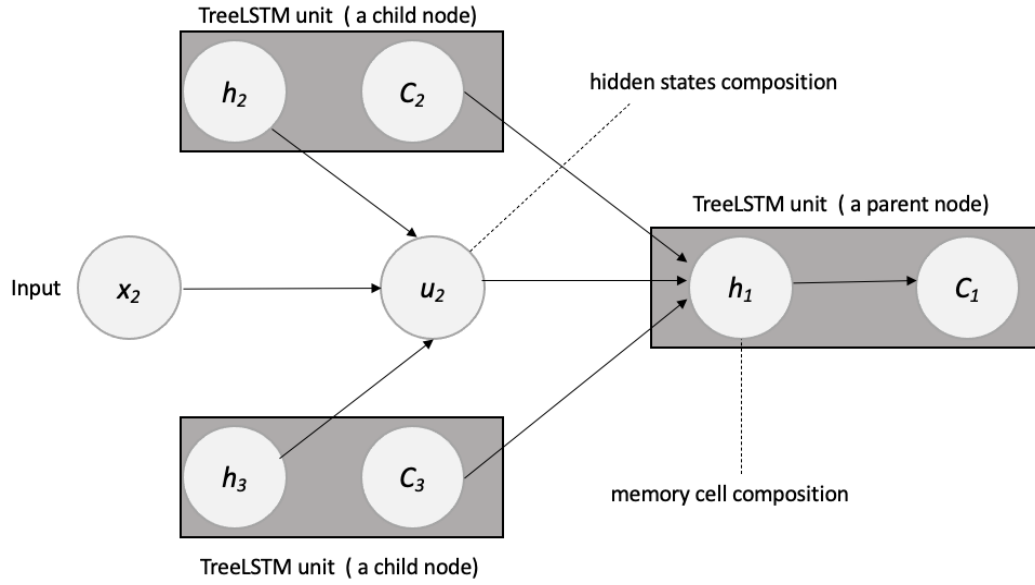 TreeLSTM unit ( a child node)
h2 C2
hidden states composition
TreeLSTM unit ( a parent node)
Input x2 u2 h1 C1
h3 C3
memory cell composition
TreeLSTM unit ( a child node)